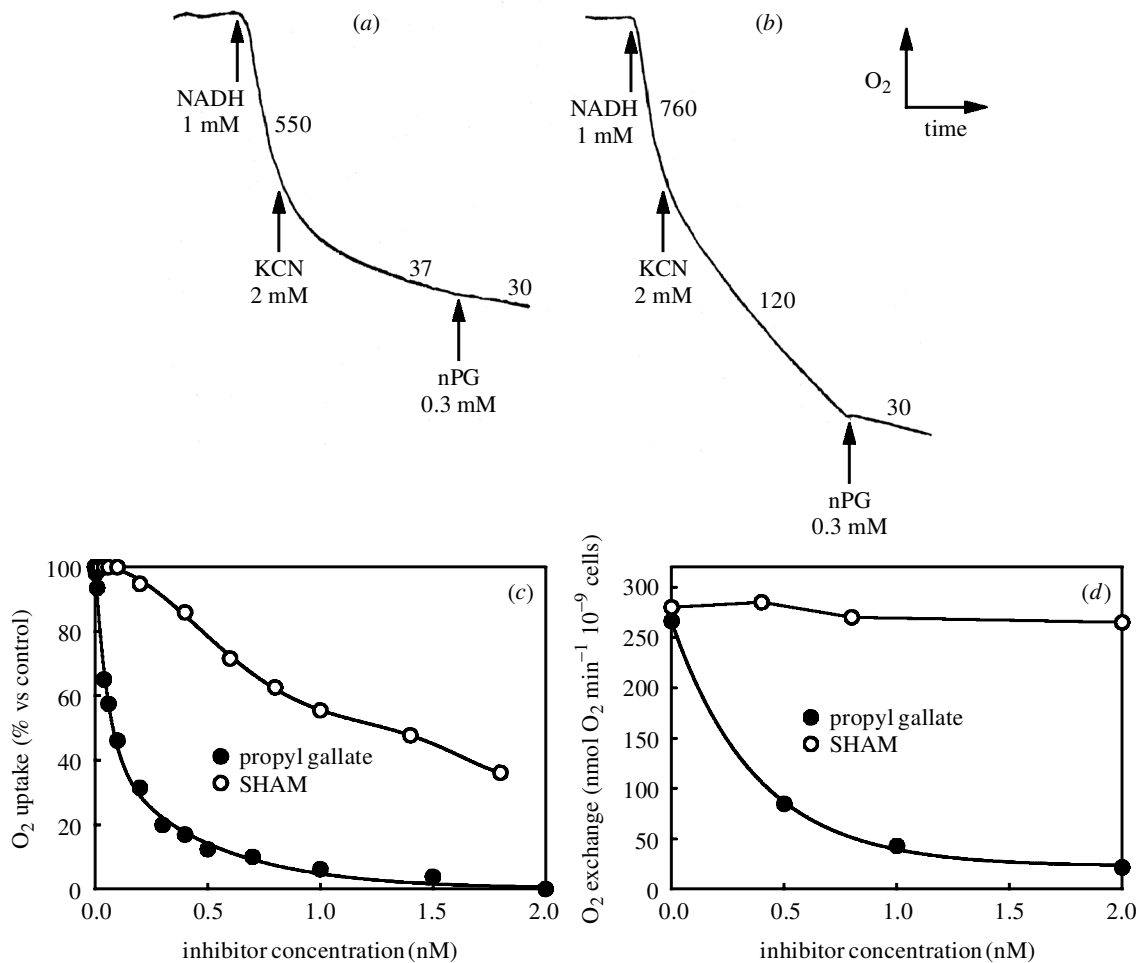 (a)
NADH
1 mM
550
KCN
2 mM
37
30
nPG
0.3 mM
(b)
NADH
1 mM
760
KCN
2 mM
120
30
nPG
0.3 mM
O₂
time
(c)
O₂ uptake (% vs control)
100
80
60
40
20
0
propyl gallate
SHAM
0.0 0.5 1.0 1.5 2.0
inhibitor concentration (nM)
(d)
O₂ exchange (nmol O₂ min⁻¹ 10⁻⁹ cells)
300
250
200
150
100
50
0
propyl gallate
SHAM
0.0 0.5 1.0 1.5 2.0
inhibitor concentration (nM)